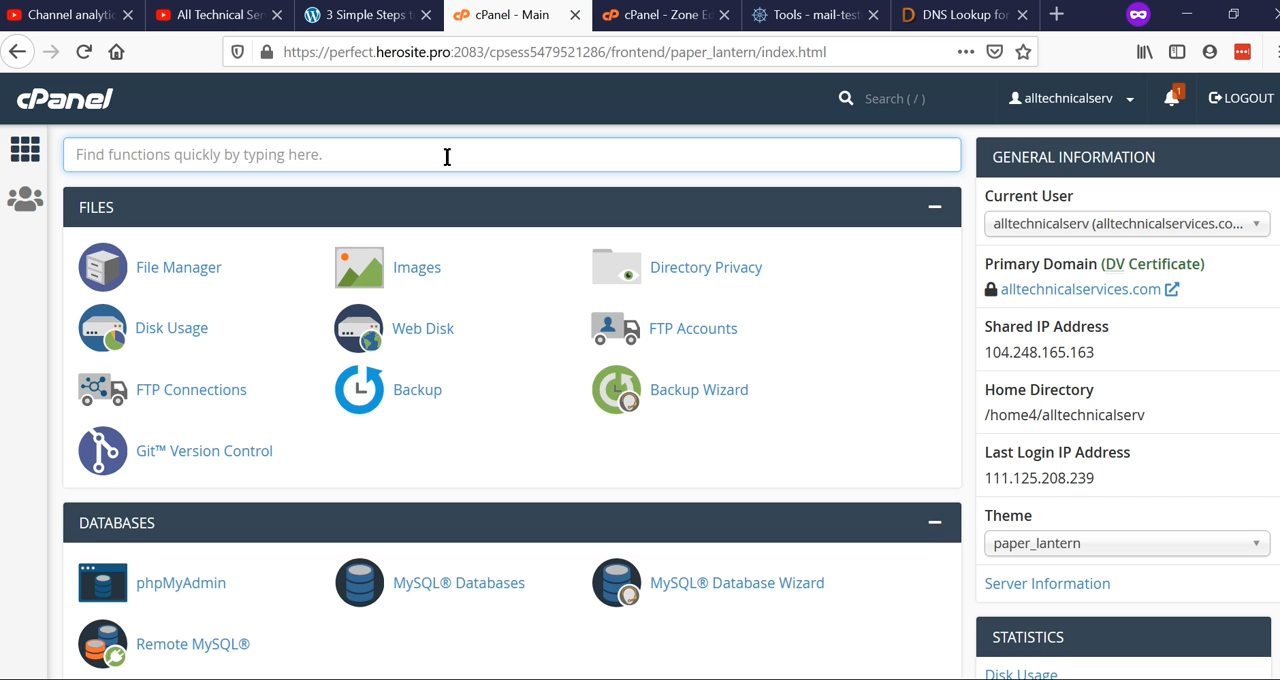 Channel analytic
All Technical Ser
3 Simple Steps t
cPanel - Main
cPanel - Zone Ed
Tools - mail-test
DNS Lookup for
https://perfect.herosite.pro:2083/cpsess5479521286/frontend/paper_lantern/index.html
cPanel
Search ( / )
alltechnicalserv
1
LOGOUT
Find functions quickly by typing here.
FILES
File Manager
Images
Directory Privacy
Disk Usage
Web Disk
FTP Accounts
FTP Connections
Backup
Backup Wizard
Git™ Version Control
DATABASES
phpMyAdmin
MySQL® Databases
MySQL® Database Wizard
Remote MySQL®
GENERAL INFORMATION
Current User
alltechnicalserv (alltechnicalservices.co...
Primary Domain (DV Certificate)
alltechnicalservices.com
Shared IP Address
104.248.165.163
Home Directory
/home4/alltechnicalserv
Last Login IP Address
111.125.208.239
Theme
paper_lantern
Server Information
STATISTICS
Disk Usage